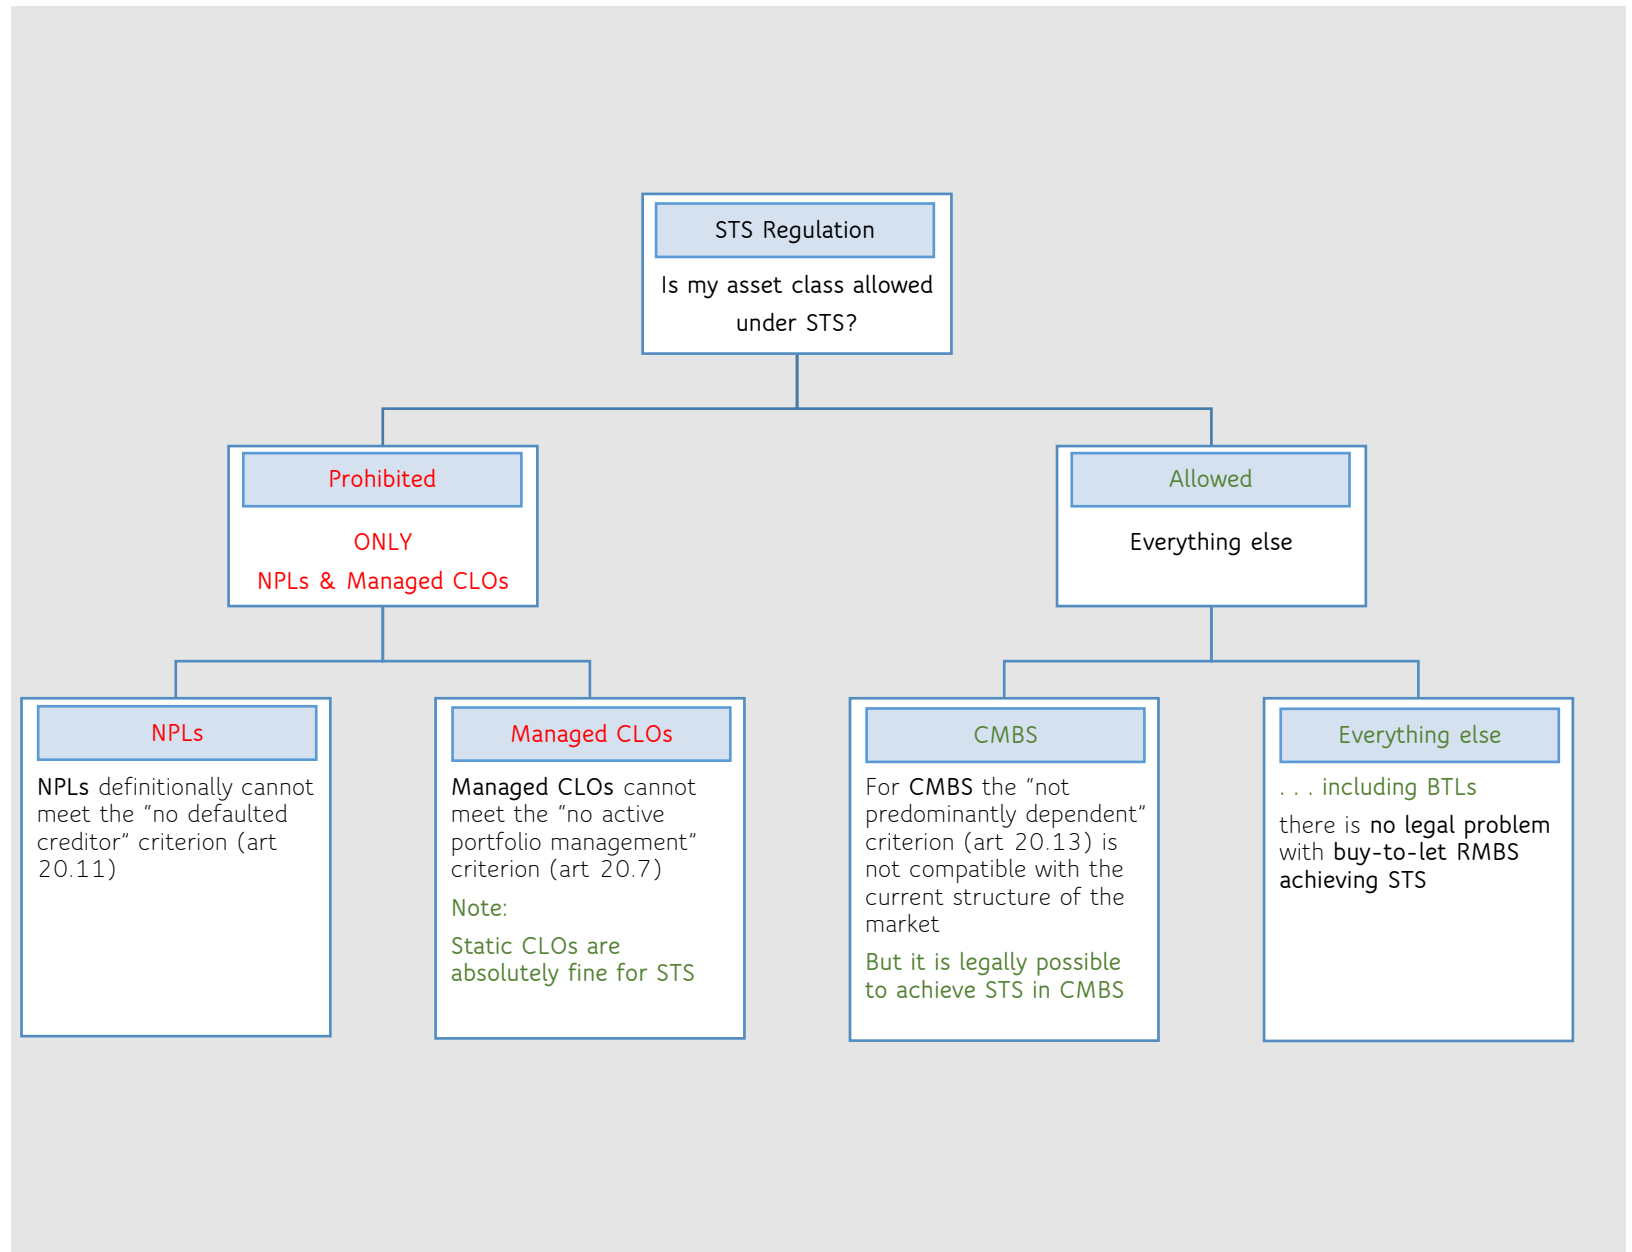 STS Regulation
Is my asset class allowed
under STS?
Prohibited
ONLY
NPLs & Managed CLOs
Allowed
Everything else
NPLs
NPLs definitionally cannot
meet the “no defaulted
creditor” criterion (art
20.11)
Managed CLOs
Managed CLOs cannot
meet the “no active
portfolio management”
criterion (art 20.7)
Note:
Static CLOs are
absolutely fine for STS
CMBS
For CMBS the “not
predominantly dependent”
criterion (art 20.13) is
not compatible with the
current structure of the
market
But it is legally possible
to achieve STS in CMBS
Everything else
. . . including BTLs
there is no legal problem
with buy-to-let RMBS
achieving STS